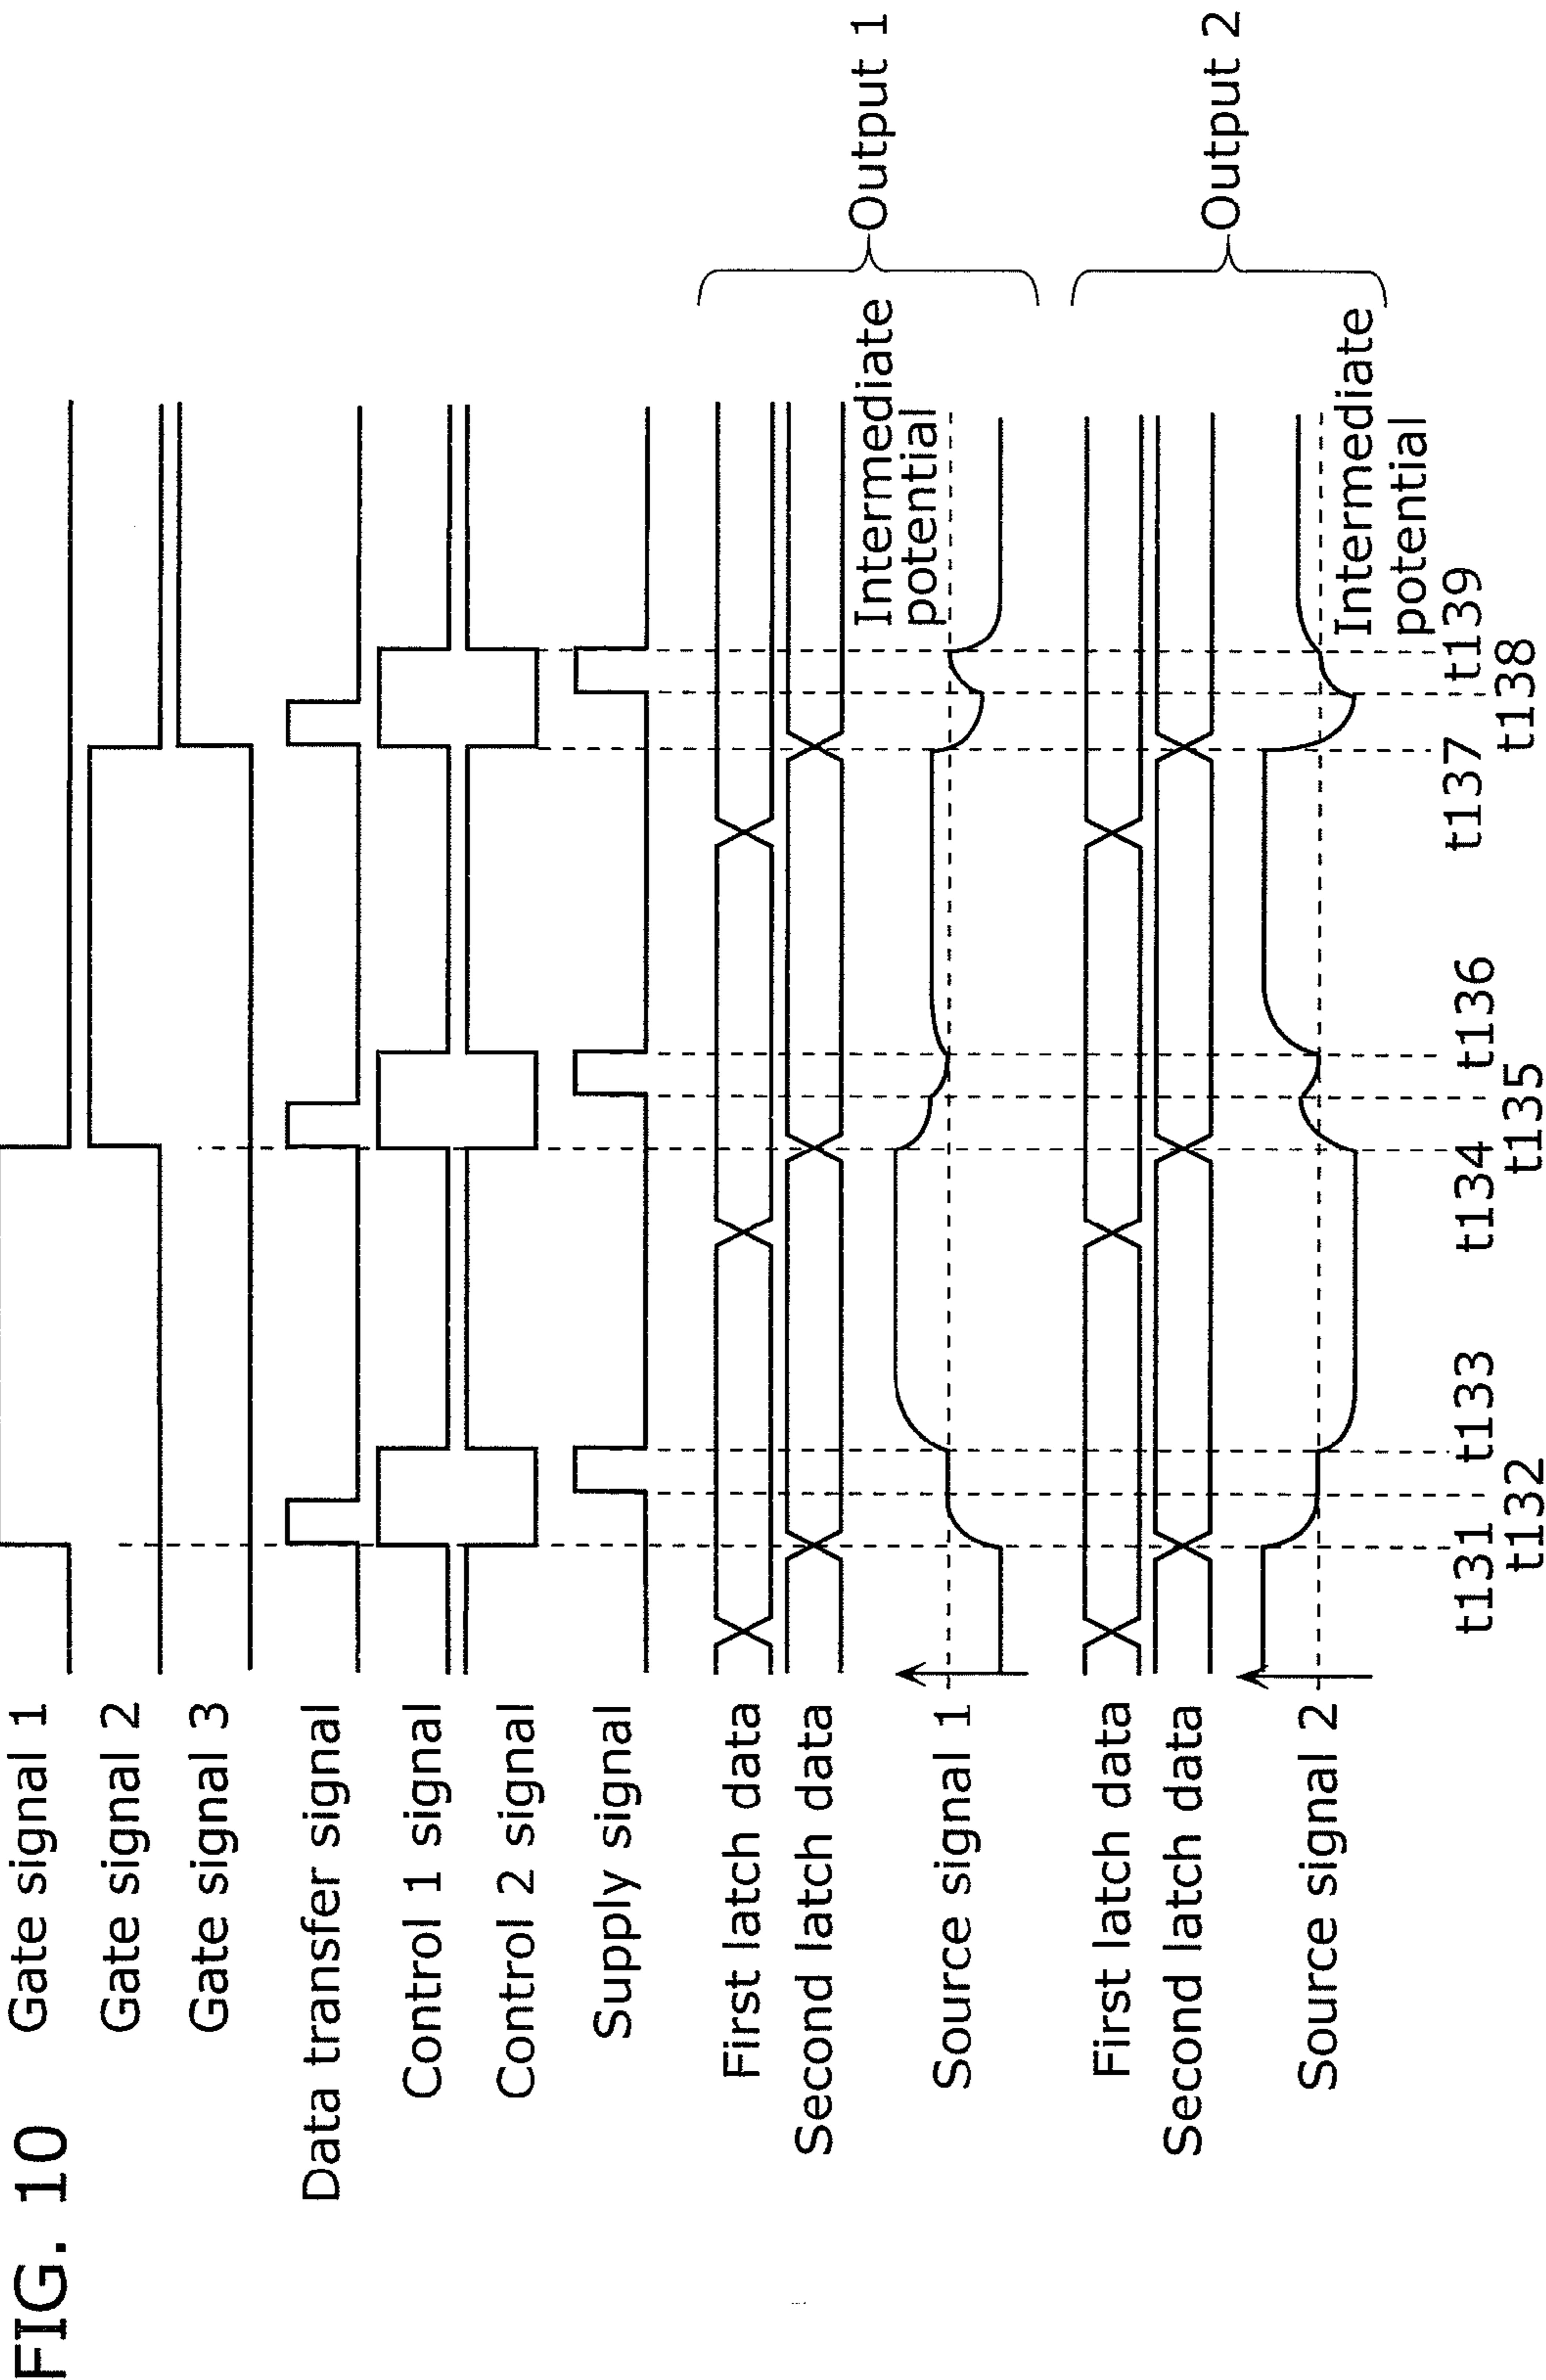 FIG. 10
Gate signal 1
Gate signal 2
Gate signal 3
Data transfer signal
Control 1 signal
Control 2 signal
Supply signal
First latch data
Second latch data
Source signal 1
Intermediate
potential
Output 1
First latch data
Second latch data
Source signal 2
Intermediate
potential
Output 2
t131
t132
t133
t134
t135
t136
t137
t138
t139